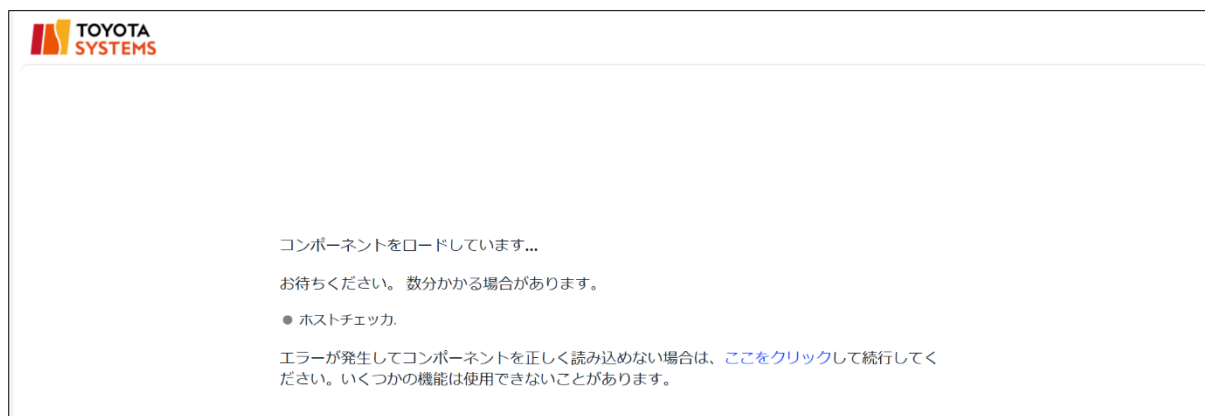 TOYOTA
SYSTEMS
コンポーネントをロードしています...
お待ちください。 数分かかる場合があります。
● ホストチェッカ.
エラーが発生してコンポーネントを正しく読み込めない場合は、ここをクリックして続行してく
ださい。いくつかの機能は使用できないことがあります。